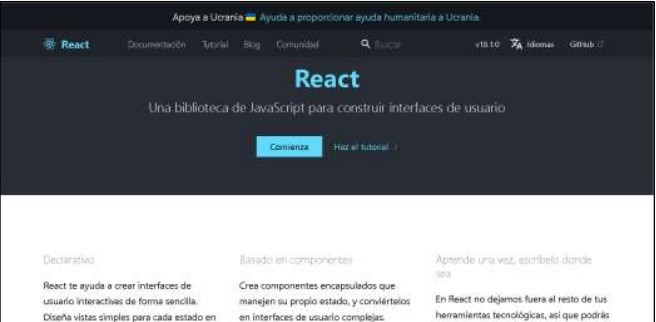 Apoya a Ucrania 🇺🇦 Ayuda a proporcionar ayuda humanitaria a Ucrania.
React Documentación Tutorial Blog Comunidad Buscar v18.1.0 Idiomas GitHub
React
Una biblioteca de JavaScript para construir interfaces de usuario
Comienza Haz el tutorial
Declarativo
React te ayuda a crear interfaces de
usuario interactivas de forma sencilla.
Diseña vistas simples para cada estado en
Basado en componentes
Crea componentes encapsulados que
manejen su propio estado, y conviértelos
en interfaces de usuario complejas.
Aprende una vez, escríbelo donde
sea
En React no dejamos fuera al resto de tus
herramientas tecnológicas, así que podrás